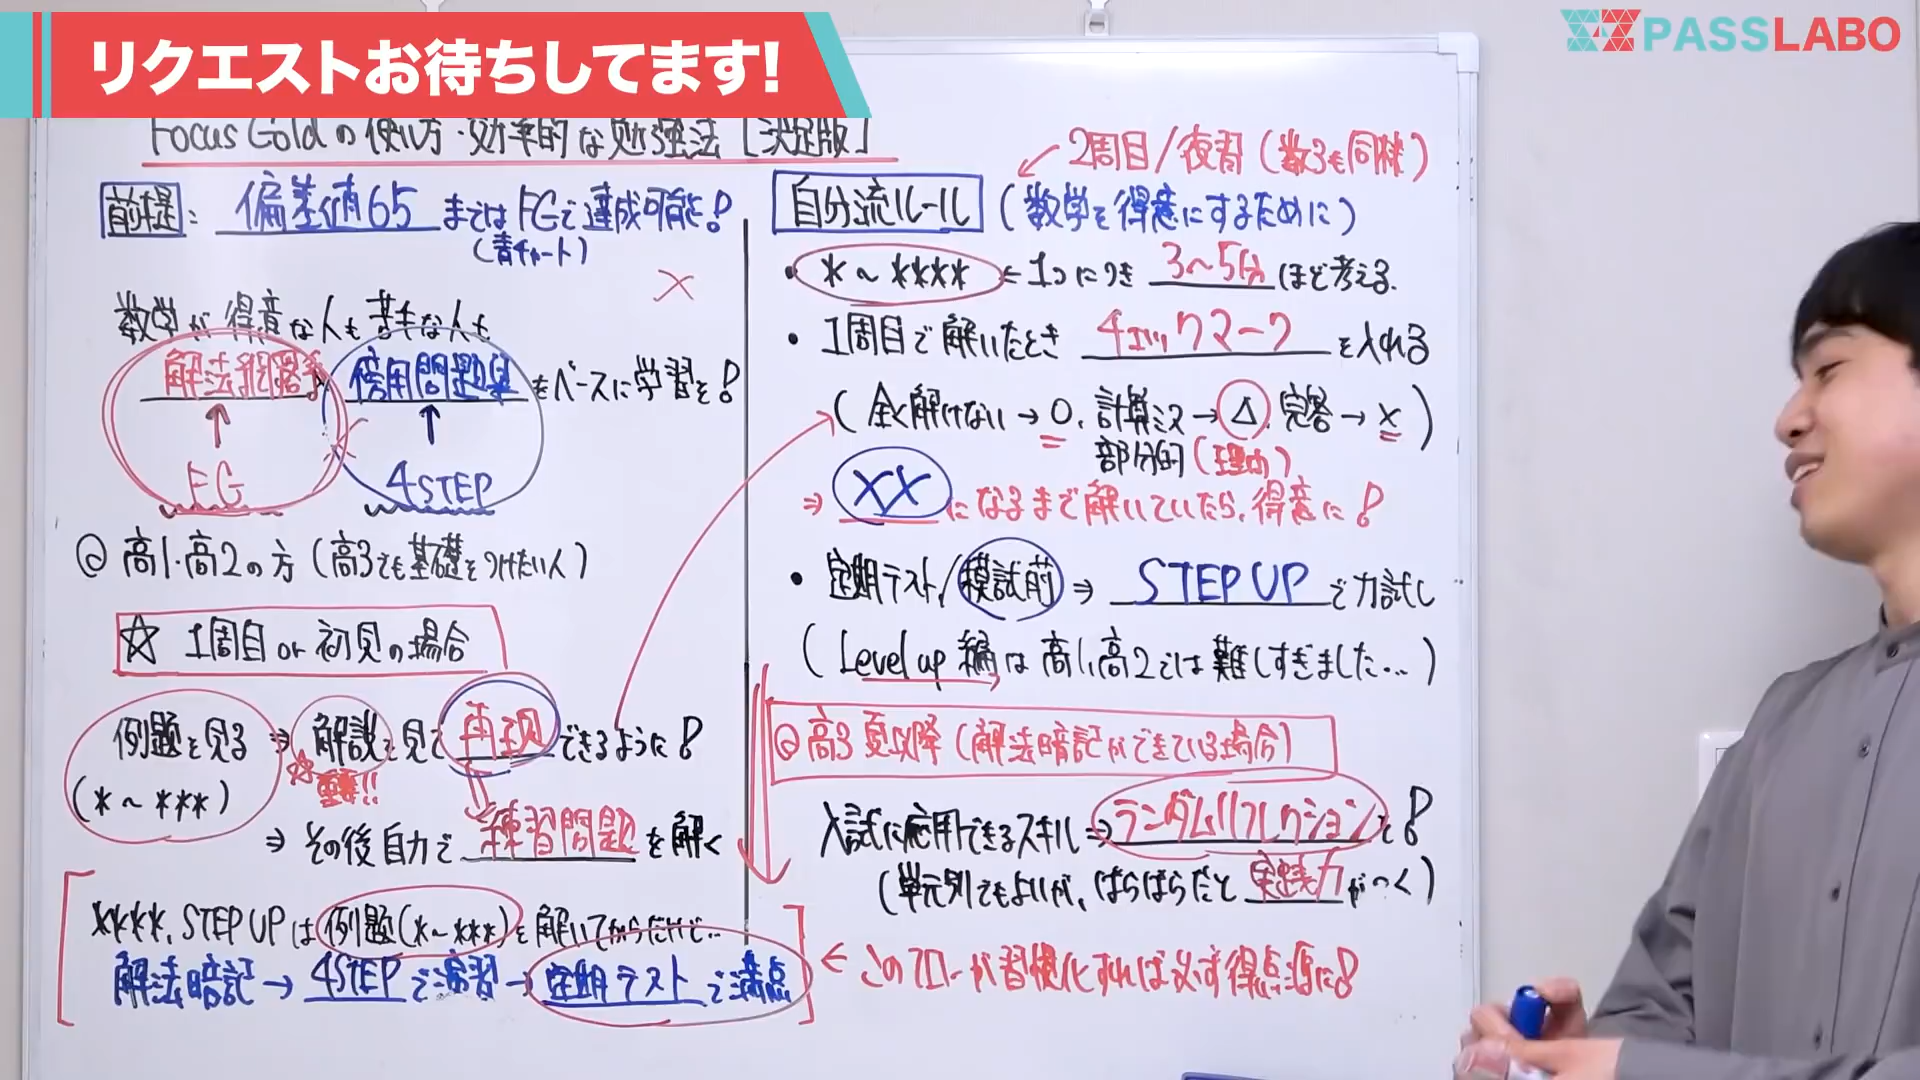 リクエストお待ちしてます!
PASSLABO
Focus Goldの使い方・効率的な勉強法[決定版]
前提: 偏差値65 まではFGで達成可能!
(青チャート)
数学が得意な人も苦手な人も
解法網羅系 傍用問題集 をベースに学習を!
↑ ↑
FG 4STEP
◎ 高1・高2の方 (高3でも基礎をつけたい人)
☆ 1周目 or 初見の場合
例題を見る ⇒ 解説を見て 再現 できるように!
(*~***) ☆重要!!
⇒ その後自力で 練習問題 を解く
****, STEP UPは例題(*~***)を解いてからだけど…
解法暗記→4STEPで演習→定期テストで満点
← このフローが習慣化すれば必ず得点源に!
2周目/復習 (数3も同様)
自分流ルール (数学を得意にするために)
・ *~**** ← 1つにつき 3~5分 ほど考える.
・ 1周目で解いたとき チェックマーク を入れる
(全く解けない→○, 計算ミス→△, 完答→×)
部分的(理由)
⇒ ×× になるまで解いていたら, 得意に!
・ 定期テスト/模試前 ⇒ STEP UP で力試し
(Level up 編は高1,高2では難しすぎました…)
◎ 高3夏以降 (解法暗記ができている場合)
入試に応用できるスキル⇒ランダムリフレクションを!
(単元別でもよいが, ばらばらだと 実践力 がつく)